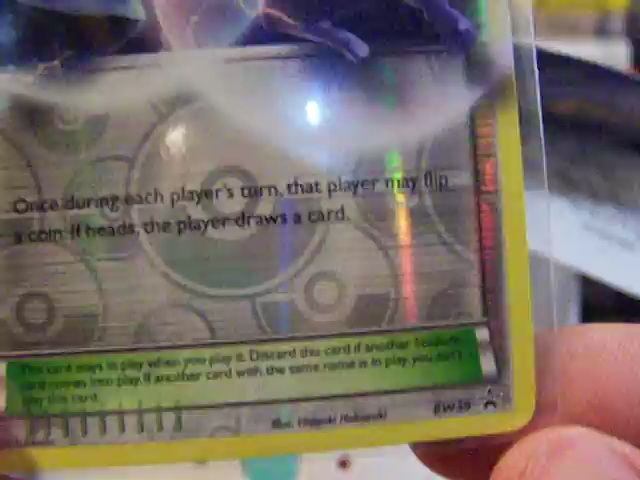 Once during each player's turn, that player may flip
a coin. If heads, the player draws a card.
This card stays in play when you play it. Discard this card if another Stadium
card comes into play. If another card with the same name is in play, you can't
play this card.
Illus.